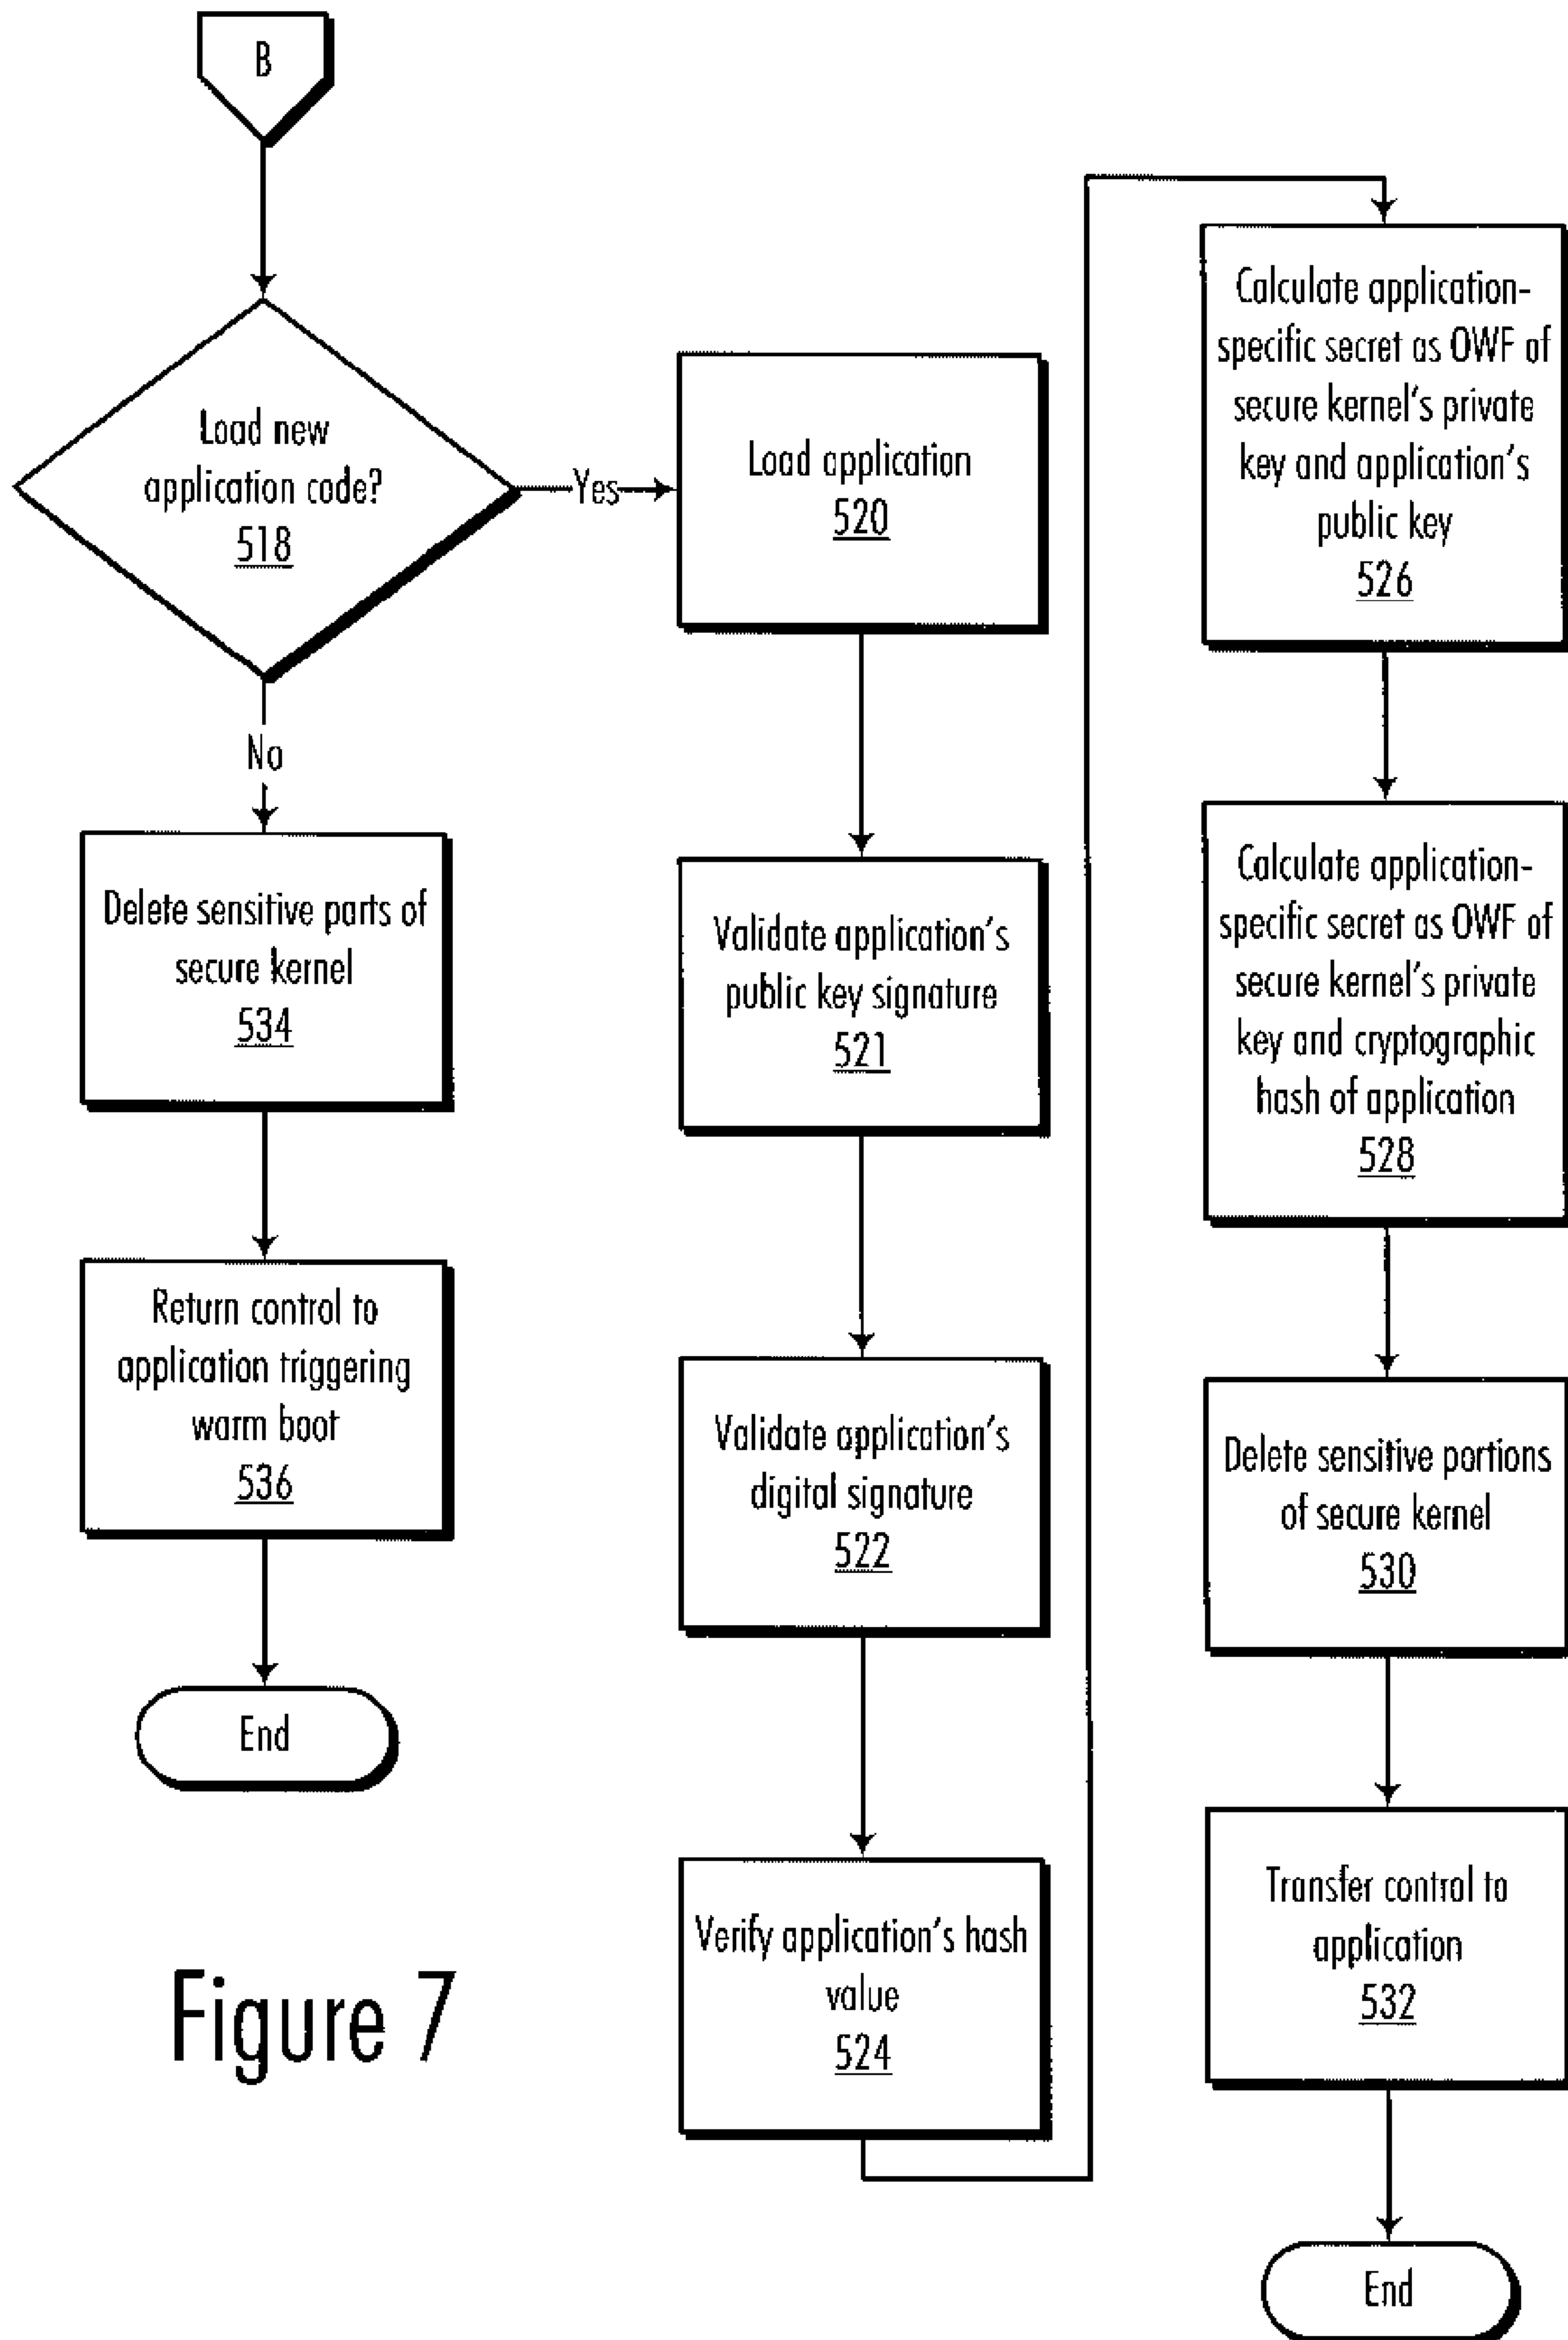 B
Load new
application code?
518
Yes
No
Delete sensitive parts of
secure kernel
534
Return control to
application triggering
warm boot
536
End
Load application
520
Validate application's
public key signature
521
Validate application's
digital signature
522
Verify application's hash
value
524
Calculate application-
specific secret as OWF of
secure kernel's private
key and application's
public key
526
Calculate application-
specific secret as OWF of
secure kernel's private
key and cryptographic
hash of application
528
Delete sensitive portions
of secure kernel
530
Transfer control to
application
532
End
Figure 7